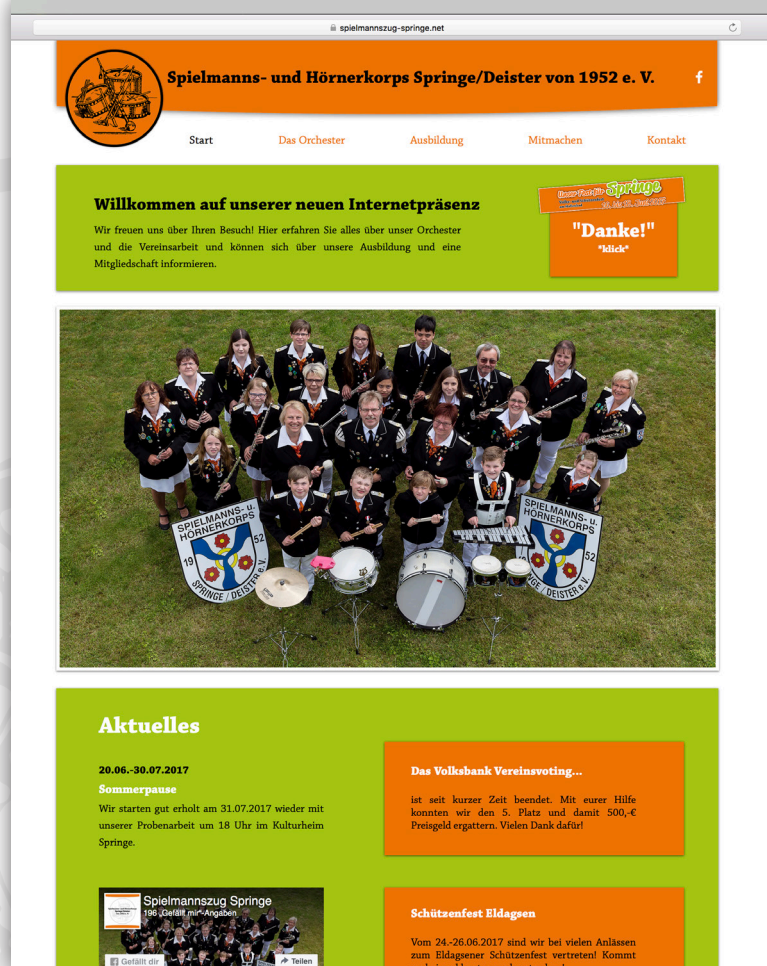 spielmannszug-springe.net
Spielmanns- und Hörnerkorps Springe/Deister von 1952 e. V.
f
Start Das Orchester Ausbildung Mitmachen Kontakt
Willkommen auf unserer neuen Internetpräsenz
Wir freuen uns über Ihren Besuch! Hier erfahren Sie alles über unser Orchester
und die Vereinsarbeit und können sich über unsere Ausbildung und eine
Mitgliedschaft informieren.
Springe
"Danke!"
*klick*
SPIELMANNS- u.
HÖRNERKORPS
19 52
SPRINGE / DEISTER e.V.
SPIELMANNS- u.
HÖRNERKORPS
19 52
SPRINGE / DEISTER e.V.
Aktuelles
20.06.-30.07.2017
Sommerpause
Wir starten gut erholt am 31.07.2017 wieder mit
unserer Probenarbeit um 18 Uhr im Kulturheim
Springe.
Das Volksbank Vereinsvoting...
ist seit kurzer Zeit beendet. Mit eurer Hilfe
konnten wir den 5. Platz und damit 500,-€
Preisgeld ergattern. Vielen Dank dafür!
Spielmannszug Springe
196 „Gefällt mir“-Angaben
Gefällt dir
Teilen
Schützenfest Eldagsen
Vom 24.-26.06.2017 sind wir bei vielen Anlässen
zum Eldagsener Schützenfest vertreten! Kommt